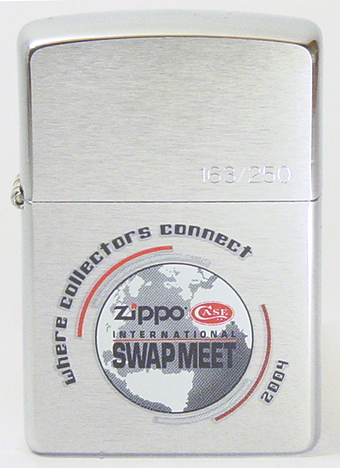 163/250
where collectors connect
Zippo CASE
INTERNATIONAL
SWAP MEET
2004